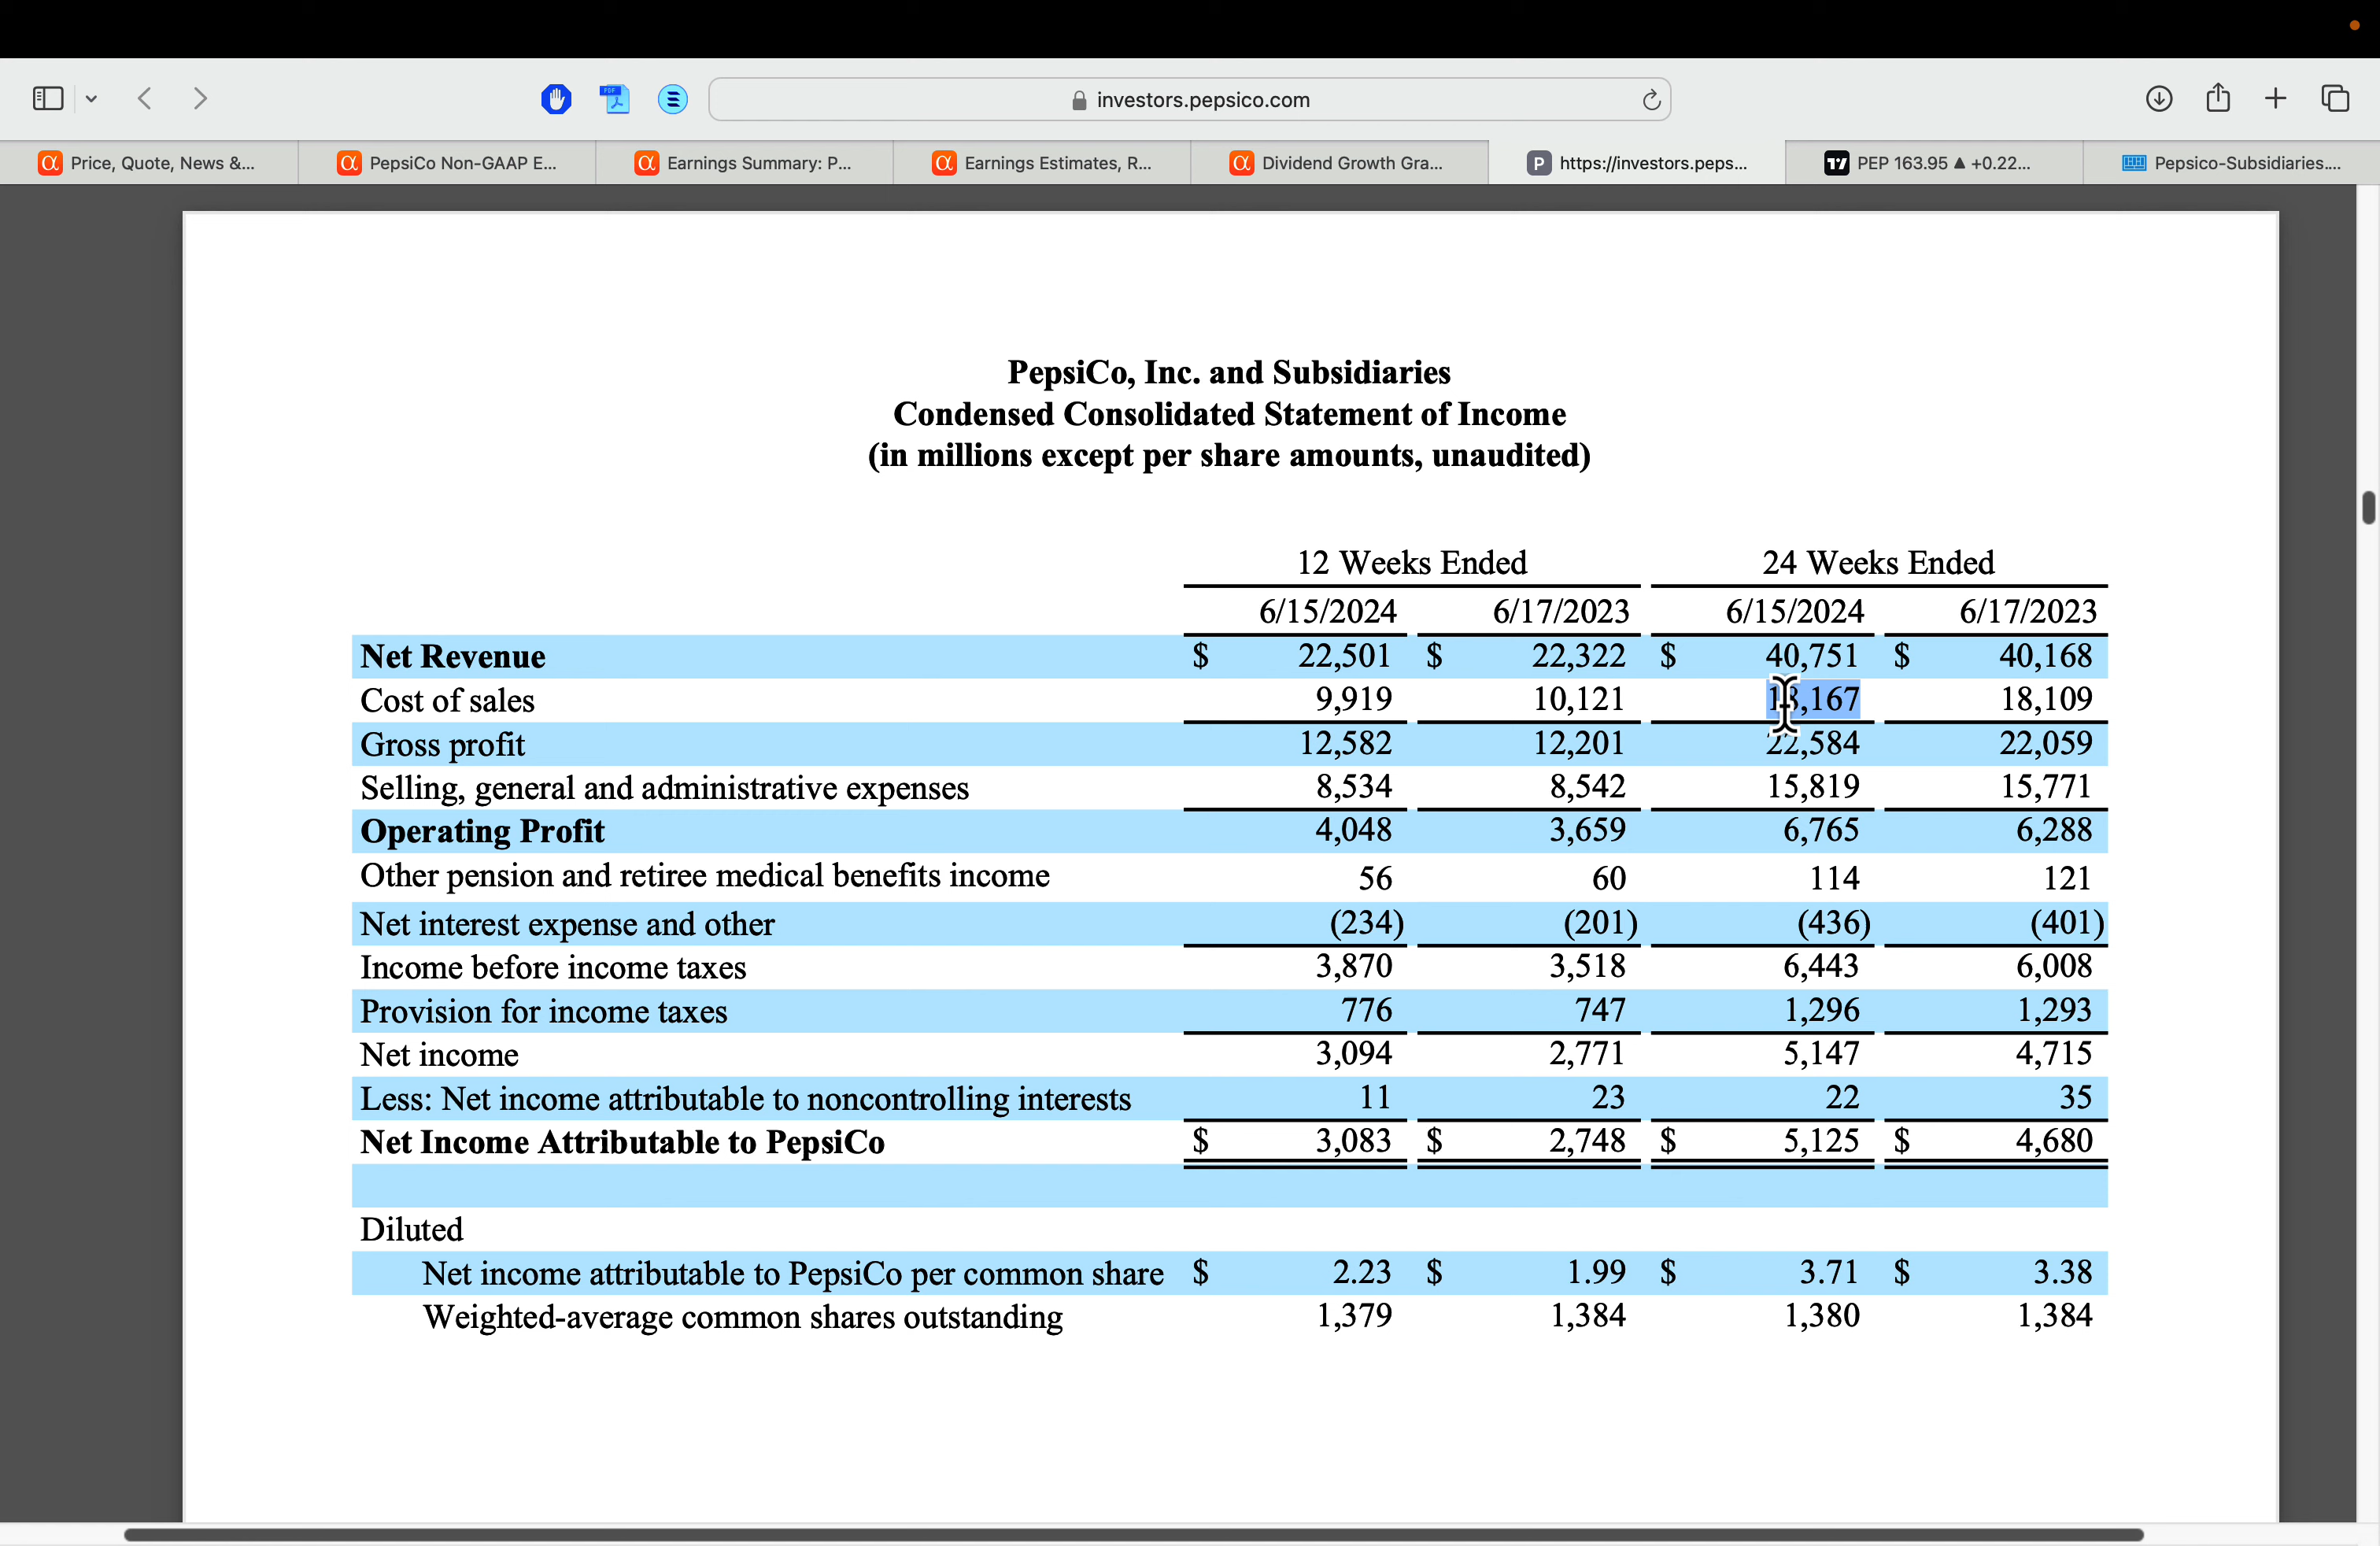 investors.pepsico.com
Price, Quote, News &...
PepsiCo Non-GAAP E...
Earnings Summary: P...
Earnings Estimates, R...
Dividend Growth Gra...
P https://investors.peps...
PEP 163.95 ▲ +0.22...
Pepsico-Subsidiaries....
PepsiCo, Inc. and Subsidiaries
Condensed Consolidated Statement of Income
(in millions except per share amounts, unaudited)
12 Weeks Ended 24 Weeks Ended
6/15/2024 6/17/2023 6/15/2024 6/17/2023
Net Revenue $ 22,501 $ 22,322 $ 40,751 $ 40,168
Cost of sales 9,919 10,121 18,167 18,109
Gross profit 12,582 12,201 22,584 22,059
Selling, general and administrative expenses 8,534 8,542 15,819 15,771
Operating Profit 4,048 3,659 6,765 6,288
Other pension and retiree medical benefits income 56 60 114 121
Net interest expense and other (234) (201) (436) (401)
Income before income taxes 3,870 3,518 6,443 6,008
Provision for income taxes 776 747 1,296 1,293
Net income 3,094 2,771 5,147 4,715
Less: Net income attributable to noncontrolling interests 11 23 22 35
Net Income Attributable to PepsiCo $ 3,083 $ 2,748 $ 5,125 $ 4,680
Diluted
Net income attributable to PepsiCo per common share $ 2.23 $ 1.99 $ 3.71 $ 3.38
Weighted-average common shares outstanding 1,379 1,384 1,380 1,384